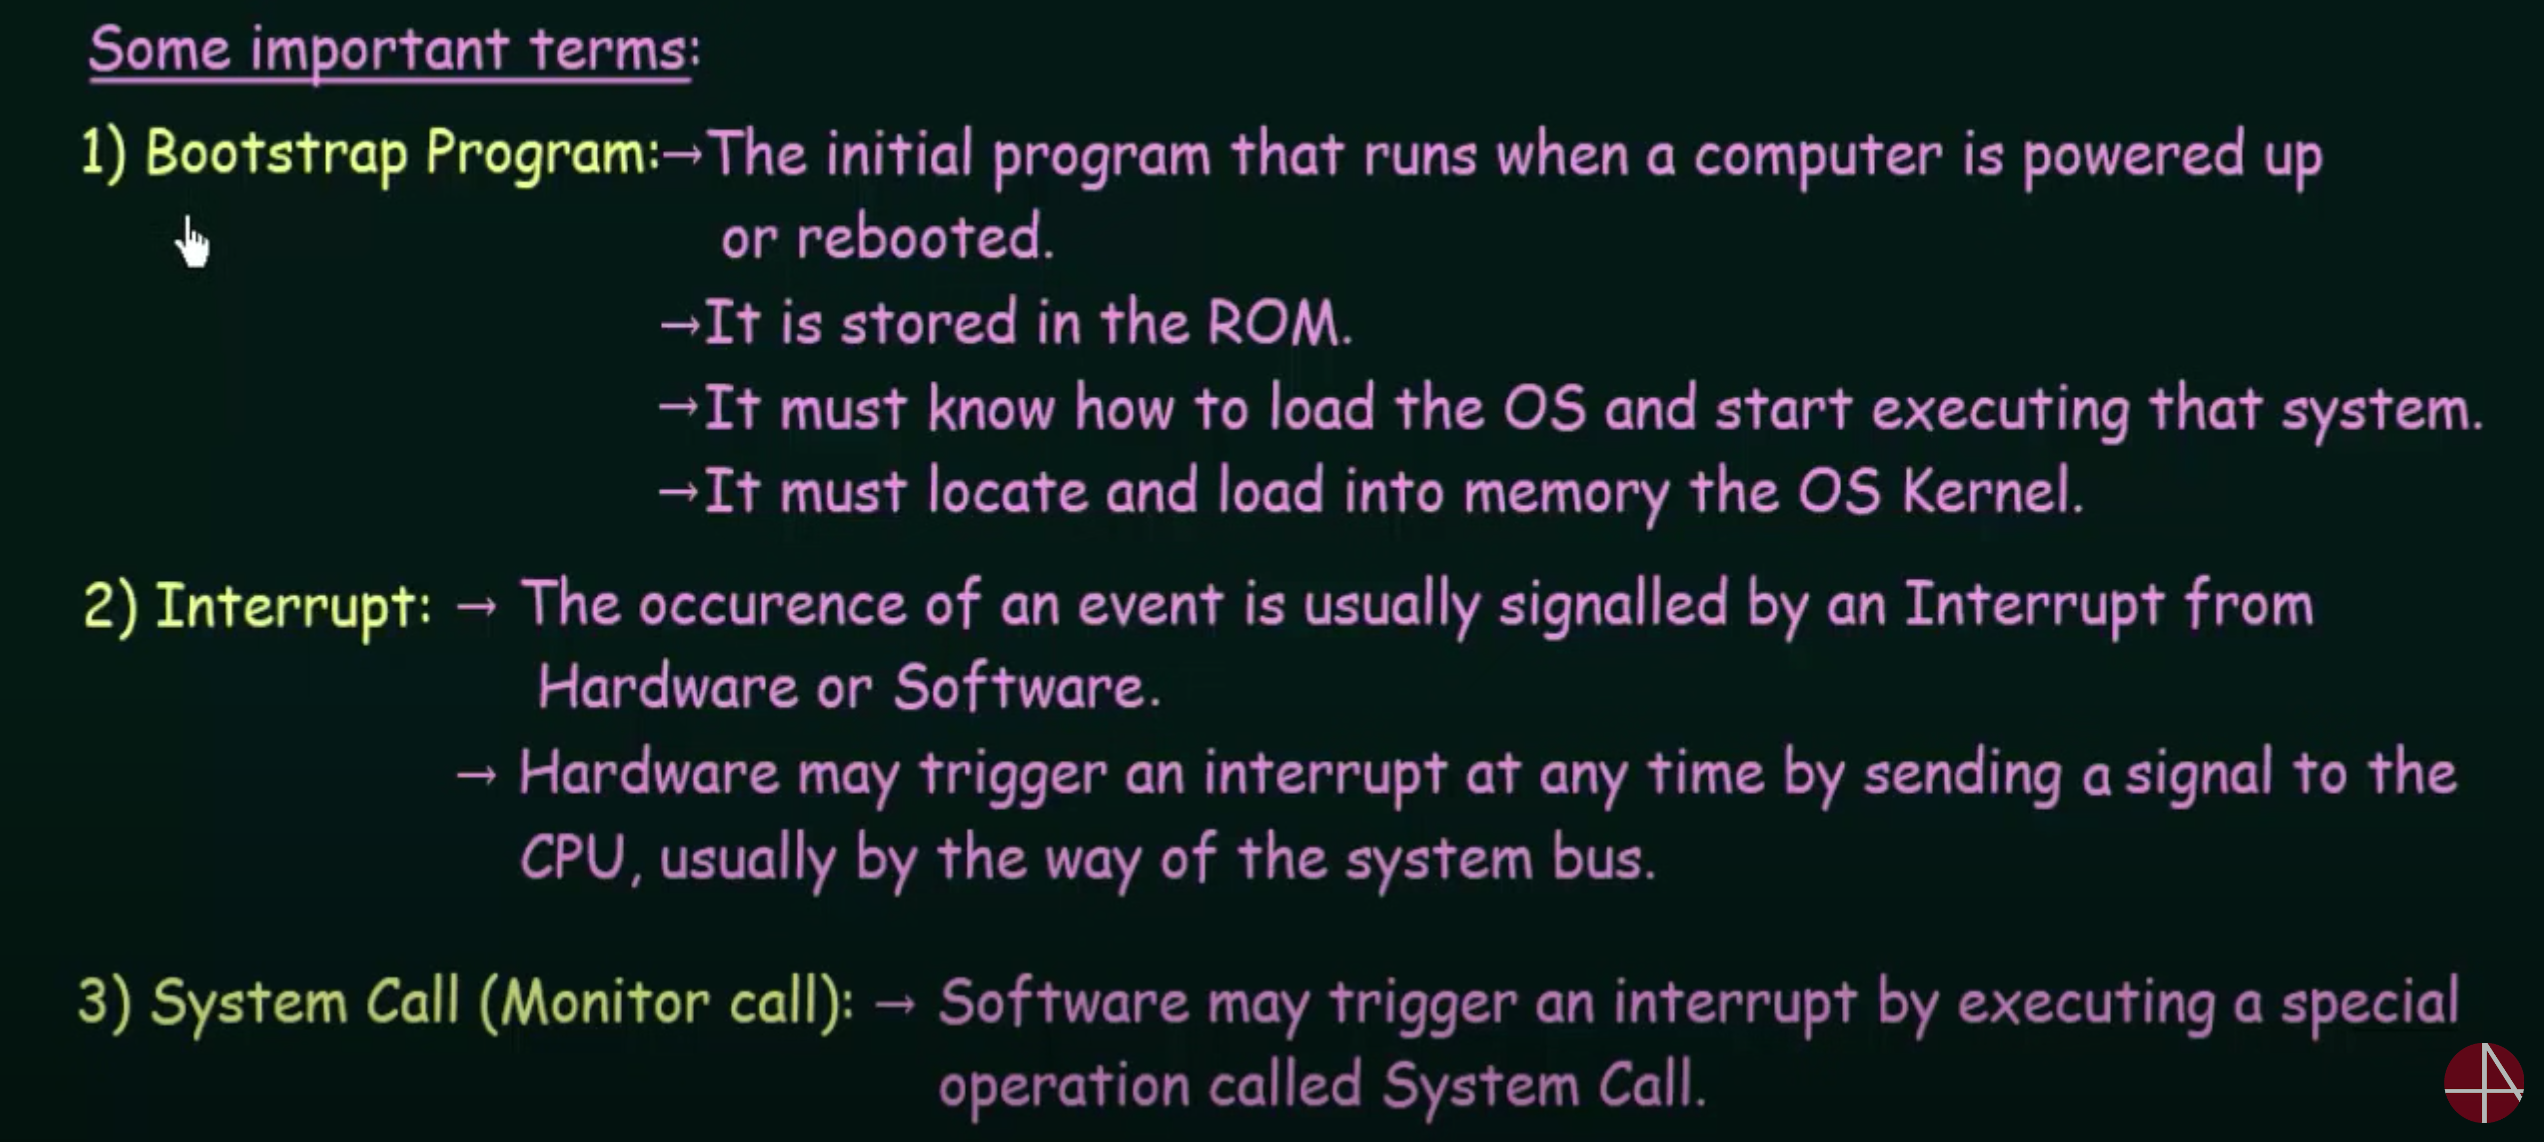 Some important terms:
1) Bootstrap Program:→The initial program that runs when a computer is powered up
or rebooted.
→It is stored in the ROM.
→It must know how to load the OS and start executing that system.
→It must locate and load into memory the OS Kernel.
2) Interrupt: → The occurence of an event is usually signalled by an Interrupt from
Hardware or Software.
→ Hardware may trigger an interrupt at any time by sending a signal to the
CPU, usually by the way of the system bus.
3) System Call (Monitor call): → Software may trigger an interrupt by executing a special
operation called System Call.